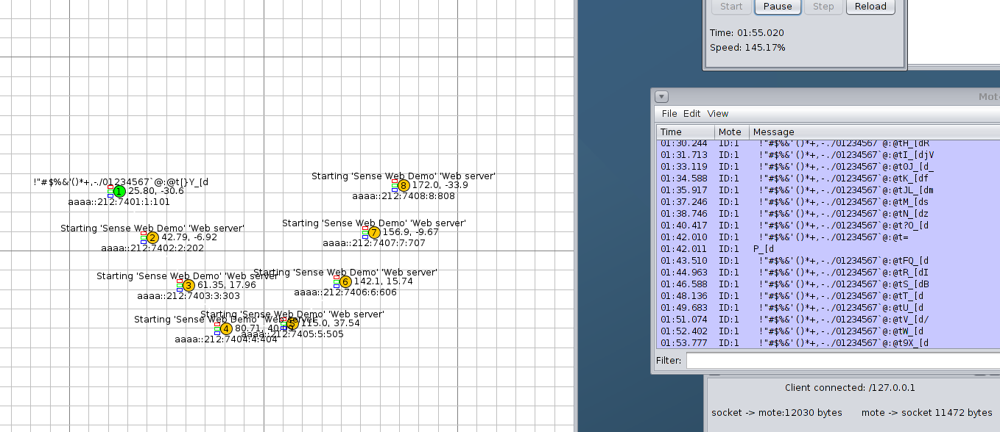 !"#$%&'()*+,-./01234567`@:@t[}Y_[d
1 25.80, -30.6
aaaa::212:7401:1:101
Starting 'Sense Web Demo' 'Web server'
2 42.79, -6.92
aaaa::212:7402:2:202
Starting 'Sense Web Demo' 'Web server'
3 61.35, 17.96
aaaa::212:7403:3:303
Starting 'Sense Web Demo' 'Web server'
4 80.71,
aaaa::212:7404:4:404
Starting 'Sense Web Demo' 'Web server'
115.0, 37.54
aaaa::212:7405:5:505
Starting 'Sense Web Demo' 'Web server'
6 142.1, 15.74
aaaa::212:7406:6:606
Starting 'Sense Web Demo' 'Web server'
7 156.9, -9.67
aaaa::212:7407:7:707
Starting 'Sense Web Demo' 'Web server'
8 172.0, -33.9
aaaa::212:7408:8:808
Start Pause Step Reload
Time: 01:55.020
Speed: 145.17%
Mot
File Edit View
Time Mote Message
01:30.244 ID:1 !"#$%&'()*+,-./01234567`@:@tH_[dR
01:31.713 ID:1 !"#$%&'()*+,-./01234567`@:@tI_[djV
01:33.119 ID:1 !"#$%&'()*+,-./01234567`@:@tOJ_[d_
01:34.588 ID:1 !"#$%&'()*+,-./01234567`@:@tK_[df
01:35.917 ID:1 !"#$%&'()*+,-./01234567`@:@tJL_[dm
01:37.246 ID:1 !"#$%&'()*+,-./01234567`@:@tM_[ds
01:38.746 ID:1 !"#$%&'()*+,-./01234567`@:@tN_[dz
01:40.417 ID:1 !"#$%&'()*+,-./01234567`@:@t?O_[d
01:42.010 ID:1 !"#$%&'()*+,-./01234567`@:@t=
01:42.011 ID:1 P_[d
01:43.510 ID:1 !"#$%&'()*+,-./01234567`@:@tFQ_[d
01:44.963 ID:1 !"#$%&'()*+,-./01234567`@:@tR_[dI
01:46.588 ID:1 !"#$%&'()*+,-./01234567`@:@tS_[dB
01:48.136 ID:1 !"#$%&'()*+,-./01234567`@:@tT_[d
01:49.683 ID:1 !"#$%&'()*+,-./01234567`@:@tU_[d
01:51.074 ID:1 !"#$%&'()*+,-./01234567`@:@tV_[d/
01:52.402 ID:1 !"#$%&'()*+,-./01234567`@:@tW_[d
01:53.777 ID:1 !"#$%&'()*+,-./01234567`@:@t9X_[d
Filter:
Client connected: /127.0.0.1
socket -> mote:12030 bytes mote -> socket 11472 bytes